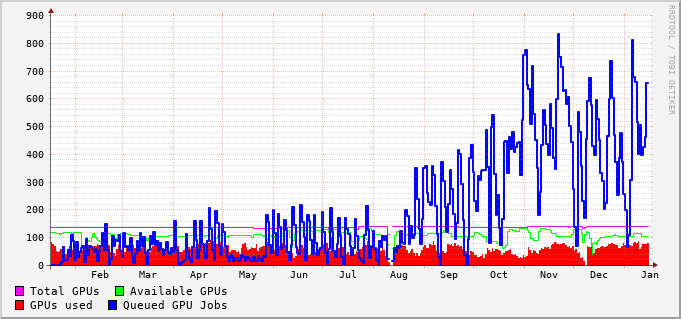 900
800
700
600
500
400
300
200
100
0
Feb Mar Apr May Jun Jul Aug Sep Oct Nov Dec Jan
Total GPUs Available GPUs
GPUs used Queued GPU Jobs
RRDTOOL / TOBI OETIKER